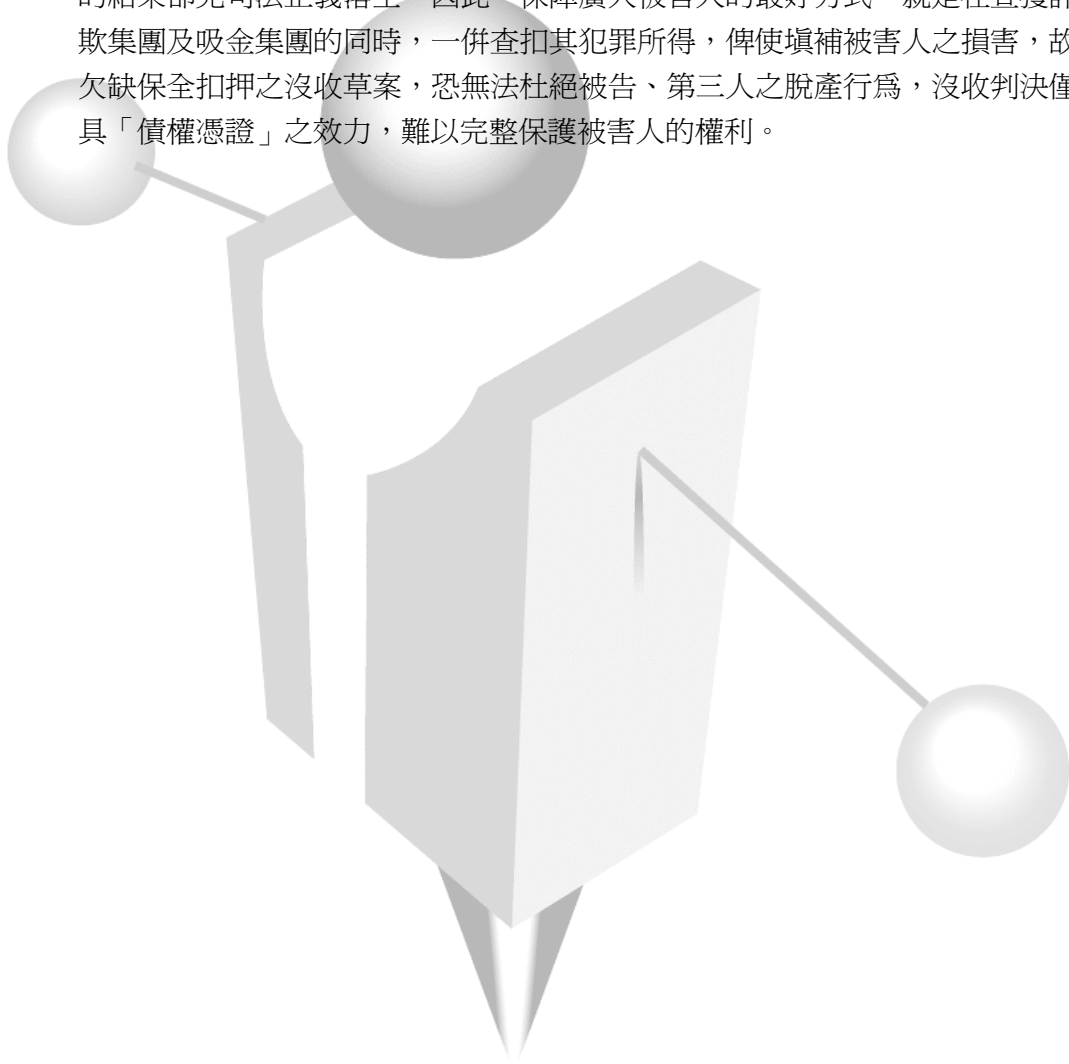 欺集團及吸金集團的同時，一併查扣其犯罪所得，俾使塡補被害人之損害，故
欠缺保全扣押之沒收草案，恐無法杜絕被告、第三人之脫產行爲，沒收判決僅
具「債權憑證」之效力，難以完整保護被害人的權利。